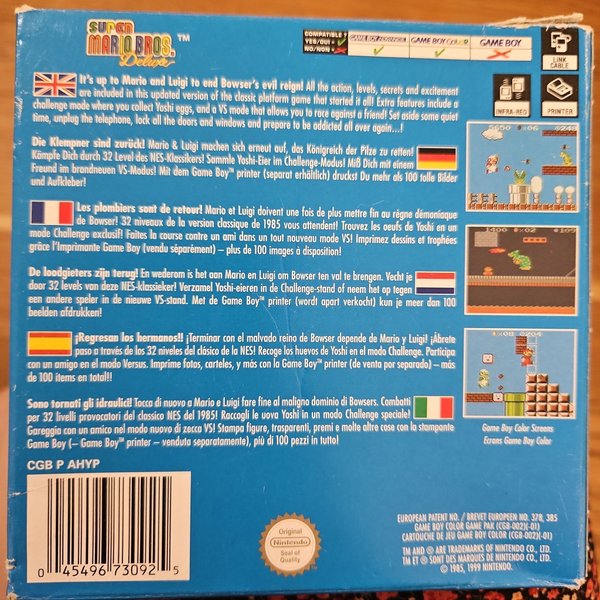 SUPER
MARIO BROS.
Deluxe
™
COMPATIBLE ?
YES/OUI =
NO/NON =
GAME BOY ADVANCE
GAME BOY COLOR
GAME BOY
LINK
CABLE
INFRA-RED
PRINTER
It's up to Mario and Luigi to end Bowser's evil reign! All the action, levels, secrets and excitement
are included in this updated version of the classic platform game that started it all! Extra features include a
challenge mode where you collect Yoshi eggs, and a VS mode that allows you to race against a friend! Set aside some quiet
time, unplug the telephone, lock all the doors and windows and prepare to be addicted all over again...!
Die Klempner sind zurück! Mario & Luigi machen sich erneut auf, das Königreich der Pilze zu retten!
Kämpfe Dich durch 32 Level des NES-Klassikers! Sammle Yoshi-Eier im Challenge-Modus! Miß Dich mit einem
Freund im brandneuen VS-Modus! Mit dem Game Boy™ printer (separat erhältlich) druckst Du mehr als 100 tolle Bilder
und Aufkleber!
Les plombiers sont de retour! Mario et Luigi doivent une fois de plus mettre fin au règne démoniaque
de Bowser! 32 niveaux de la version classique de 1985 vous attendent! Trouvez les oeufs de Yoshi en en
mode Challenge exclusif! Faites la course contre un ami dans un tout nouveau mode VS! Imprimez dessins et trophées
grâce l'Imprimante Game Boy (vendu séparément) – plus de 100 images à disposition!
De loodgieters zijn terug! En wederom is het aan Mario en Luigi om Bowser ten val te brengen. Vecht je
door 32 levels van deze NES-klassieker! Verzamel Yoshi-eieren in de Challenge-stand of neem het op tegen
een andere speler in de nieuwe VS-stand. Met de Game Boy™ printer (wordt apart verkocht) kun je meer dan 100
beelden afdrukken!
¡Regresan los hermanos!! ¡Terminar con el malvado reino de Bowser depende de Mario y Luigi! ¡Ábrete
paso a través de los 32 niveles del clásico de la NES! Recoge los huevos de Yoshi en el modo Challenge. Participa
con un amigo en el modo Versus. Imprime fotos, carteles, y más con la Game Boy™ printer (de venta por separado) – más
de 100 items en total!!
Sono tornati gli idraulici! Tocca di nuovo a Mario e Luigi fare fine al maligno dominio di Bowsers. Combatti
per 32 livelli provocatori del classico NES del 1985! Raccogli le uova Yoshi in un modo Challenge speciale!
Gareggia con un amico nel modo nuovo di zecca VS! Stampa figure, trasparenti, premi e molte altre cose con la stampante
Game Boy (– Game Boy™ printer – venduta separatamente), più di 100 pezzi in tutto!
Game Boy Color Screens
Ecrans Game Boy Color
CGB P AHYP
0 45496 73092 5
Original
Nintendo
Seal of
Quality
EUROPEAN PATENT NO. / BREVET EUROPEEN NO. 378, 385
GAME BOY COLOR GAME PAK (CGB-002)(-01)
CARTOUCHE DE JEU GAME BOY COLOR (CGB-002)(-01)
TM AND ® ARE TRADEMARKS OF NINTENDO CO., LTD.
TM ET ® SONT DES MARQUES DE NINTENDO CO., LTD.
© 1985, 1999 NINTENDO.